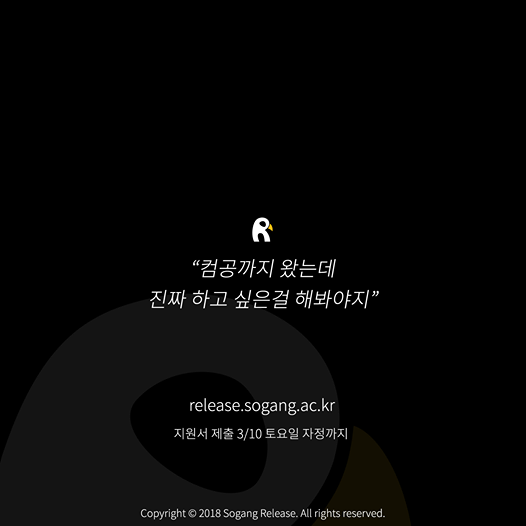 “컴공까지 왔는데
진짜 하고 싶은걸 해봐야지”
release.sogang.ac.kr
지원서 제출 3/10 토요일 자정까지
Copyright © 2018 Sogang Release. All rights reserved.